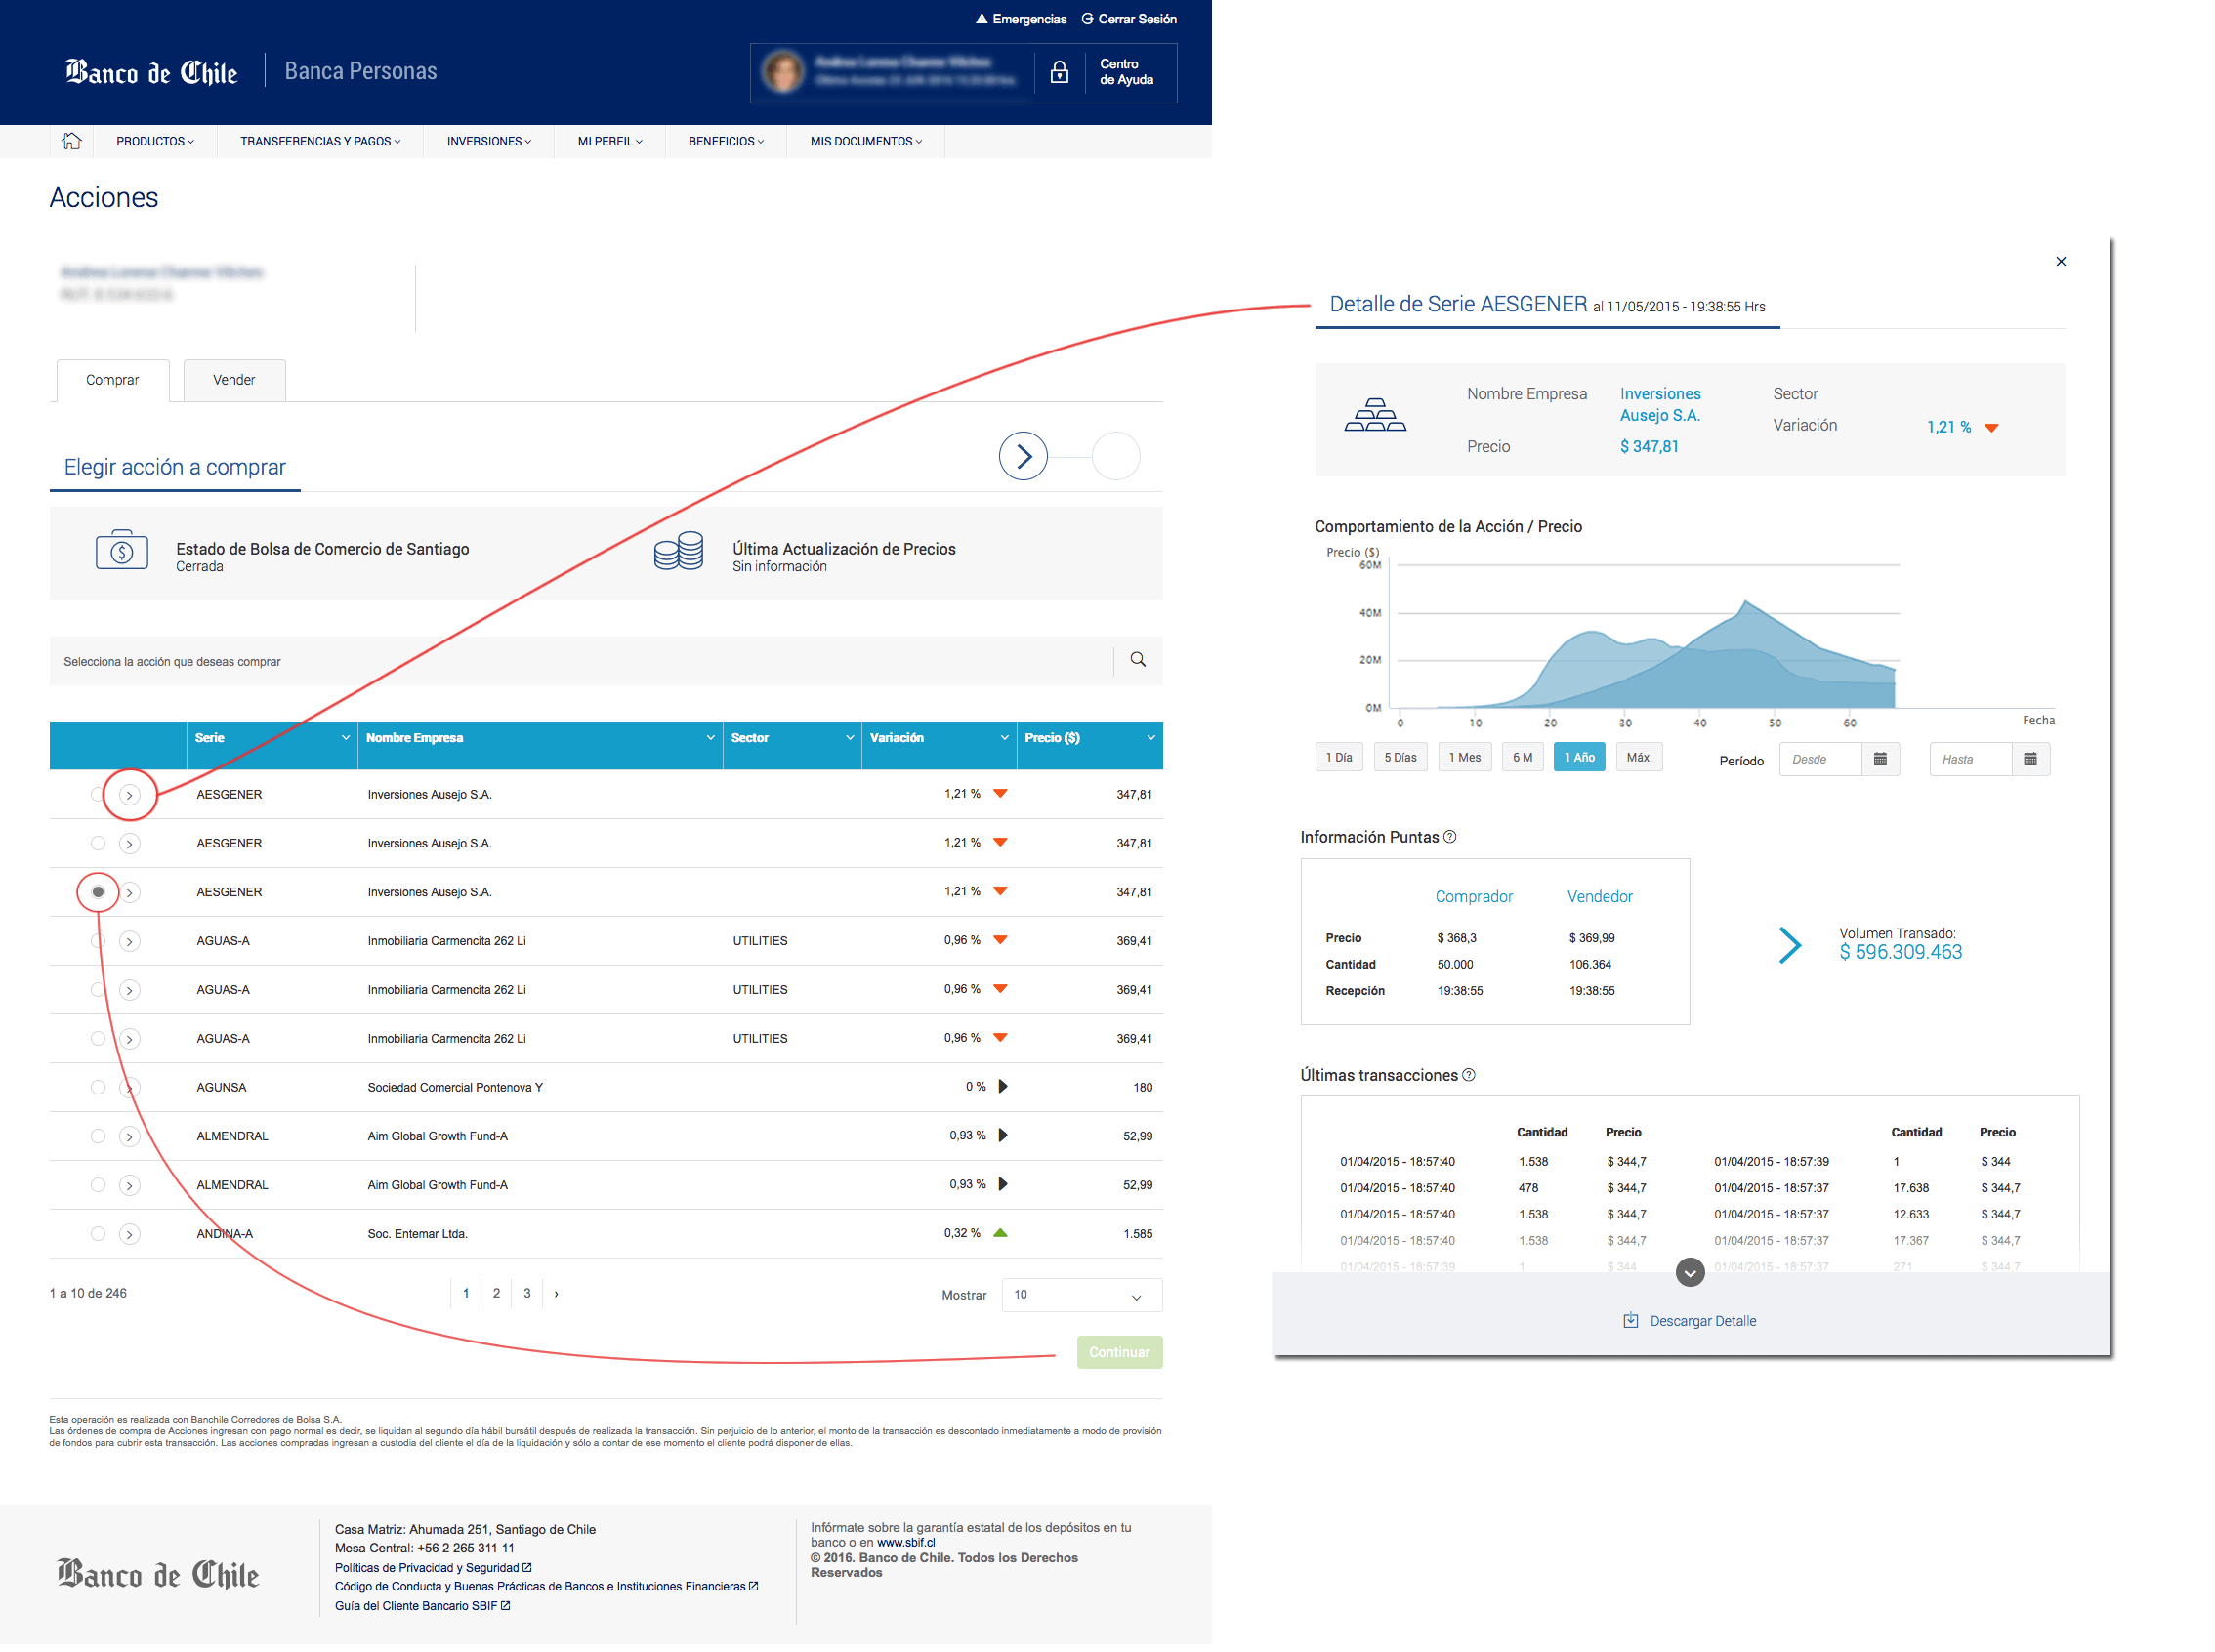 Emergencias Cerrar Sesión
Banco de Chile Banca Personas
Centro
de Ayuda
PRODUCTOS TRANSFERENCIAS Y PAGOS INVERSIONES MI PERFIL BENEFICIOS MIS DOCUMENTOS
Acciones
Comprar Vender
Elegir acción a comprar
Estado de Bolsa de Comercio de Santiago
Cerrada
Última Actualización de Precios
Sin información
Selecciona la acción que deseas comprar
Serie Nombre Empresa Sector Variación Precio ($)
AESGENER Inversiones Ausejo S.A. 1,21 % 347,81
AESGENER Inversiones Ausejo S.A. 1,21 % 347,81
AESGENER Inversiones Ausejo S.A. 1,21 % 347,81
AGUAS-A Inmobiliaria Carmencita 262 Li UTILITIES 0,96 % 369,41
AGUAS-A Inmobiliaria Carmencita 262 Li UTILITIES 0,96 % 369,41
AGUAS-A Inmobiliaria Carmencita 262 Li UTILITIES 0,96 % 369,41
AGUNSA Sociedad Comercial Pontenova Y 0 % 180
ALMENDRAL Aim Global Growth Fund-A 0,93 % 52,99
ALMENDRAL Aim Global Growth Fund-A 0,93 % 52,99
ANDINA-A Soc. Entemar Ltda. 0,32 % 1.585
1 a 10 de 246 1 2 3 › Mostrar 10
Continuar
Esta operación es realizada con Banchile Corredores de Bolsa S.A.
Las órdenes de compra de Acciones ingresan con pago normal es decir, se liquidan al segundo día hábil bursátil después de realizada la transacción. Sin perjuicio de lo anterior, el monto de la transacción es descontado inmediatamente a modo de provisión
de fondos para cubrir esta transacción. Las acciones compradas ingresan a custodia del cliente el día de la liquidación y sólo a contar de ese momento el cliente podrá disponer de ellas.
Banco de Chile
Casa Matriz: Ahumada 251, Santiago de Chile
Mesa Central: +56 2 265 311 11
Políticas de Privacidad y Seguridad
Código de Conducta y Buenas Prácticas de Bancos e Instituciones Financieras
Guía del Cliente Bancario SBIF
Infórmate sobre la garantía estatal de los depósitos en tu
banco o en www.sbif.cl
© 2016. Banco de Chile. Todos los Derechos
Reservados
Detalle de Serie AESGENER al 11/05/2015 - 19:38:55 Hrs
Nombre Empresa Inversiones
Ausejo S.A.
Precio $ 347,81
Sector
Variación 1,21 %
Comportamiento de la Acción / Precio
Precio ($)
60M
40M
20M
0M
0 10 20 30 40 50 60 Fecha
1 Día 5 Días 1 Mes 6 M 1 Año Máx. Período Desde Hasta
Información Puntas ?
Comprador Vendedor
Precio $ 368,3 $ 369,99
Cantidad 50.000 106.364
Recepción 19:38:55 19:38:55
Volumen Transado:
$ 596.309.463
Últimas transacciones ?
Cantidad Precio Cantidad Precio
01/04/2015 - 18:57:40 1.538 $ 344,7 01/04/2015 - 18:57:39 1 $ 344
01/04/2015 - 18:57:40 478 $ 344,7 01/04/2015 - 18:57:37 17.638 $ 344,7
01/04/2015 - 18:57:40 1.538 $ 344,7 01/04/2015 - 18:57:37 12.633 $ 344,7
01/04/2015 - 18:57:40 1.538 $ 344,7 01/04/2015 - 18:57:37 17.367 $ 344,7
01/04/2015 - 18:57:39 1 $ 344 01/04/2015 - 18:57:37 271 $ 344,7
Descargar Detalle